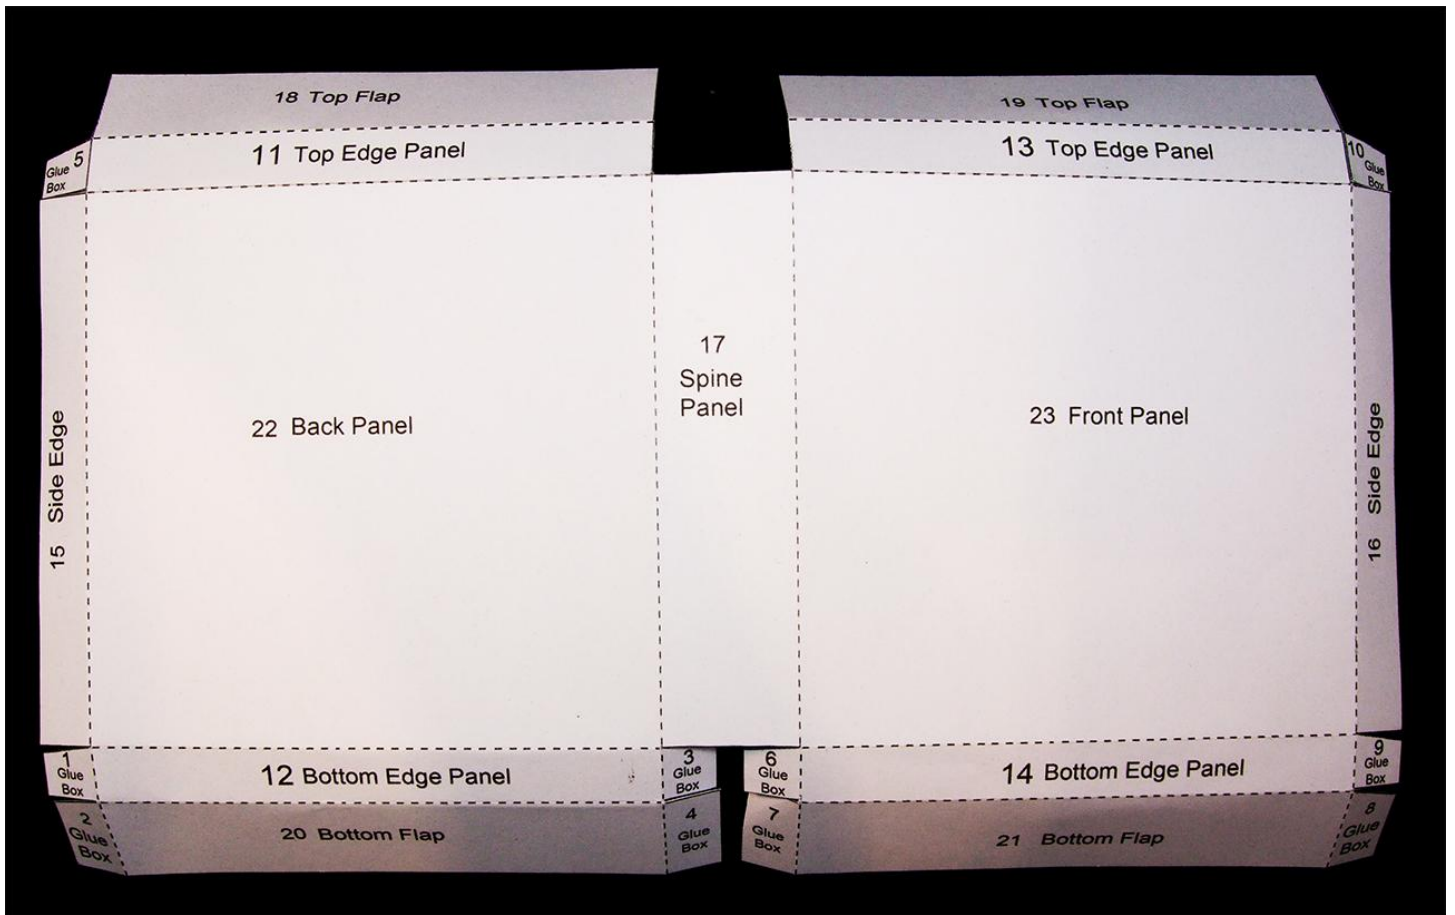 18 Top Flap
19 Top Flap
5
Glue
Box
11 Top Edge Panel
13 Top Edge Panel
10
Glue
Box
17
Spine
Panel
22 Back Panel
23 Front Panel
15 Side Edge
16 Side Edge
1
Glue
Box
12 Bottom Edge Panel
3
Glue
Box
6
Glue
Box
14 Bottom Edge Panel
9
Glue
Box
2
Glue
Box
20 Bottom Flap
4
Glue
Box
7
Glue
Box
21 Bottom Flap
8
Glue
Box